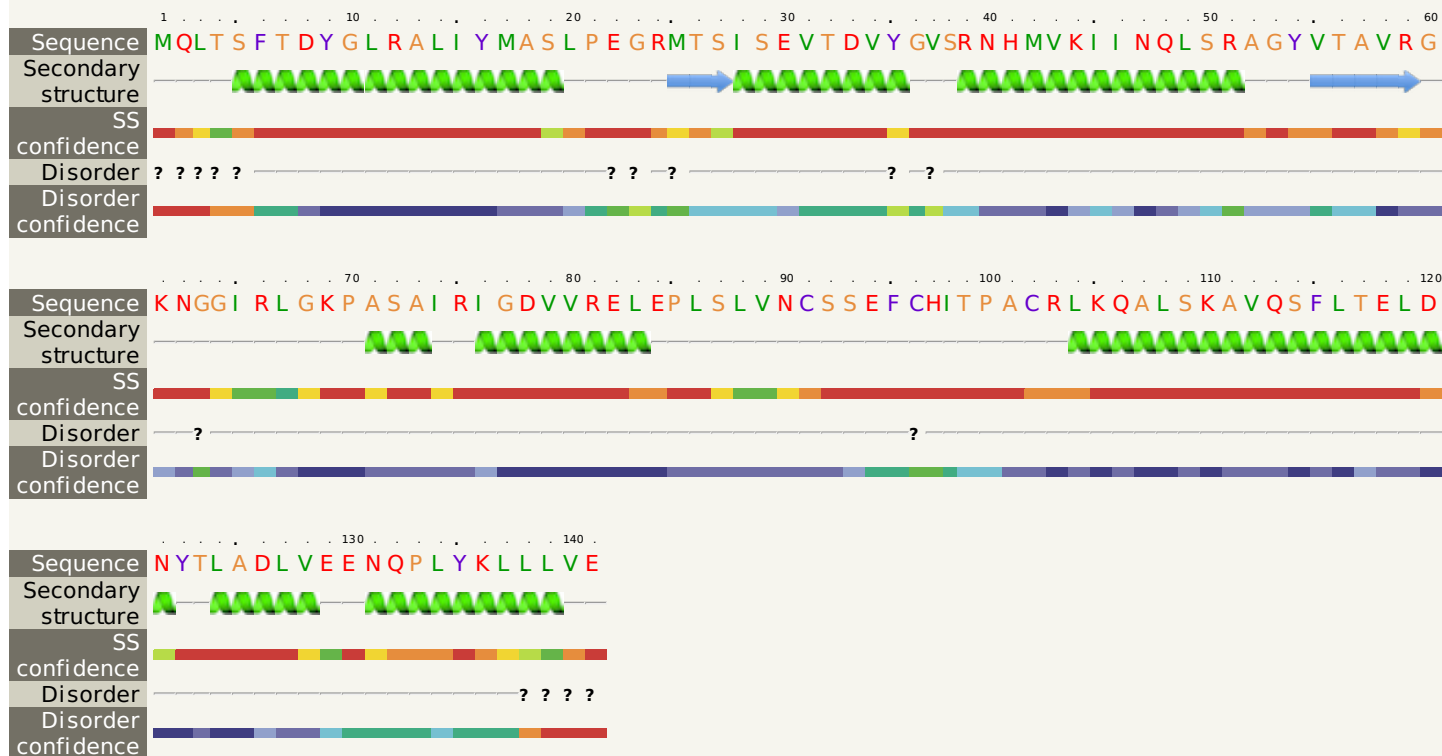 1 . . . . 10 . . . . 20 . . . . 30 . . . . 40 . . . . 50 . . . . 60
Sequence MQLTSFTDYGLRALIYMASLPEGRMTSISEVTDVYGVSRNHMVKIINQLSRAGYVTAVRG
Secondary
structure
SS
confidence
Disorder ? ? ? ? ? ? ? ? ? ?
Disorder
confidence
. . . . 70 . . . . 80 . . . . 90 . . . . 100 . . . . 110 . . . . 120
Sequence KNGGIRLGKPASAIRIGDVVRELEPLSLVNCSSEFCHITPACRLKQALSKAVQSFLTELD
Secondary
structure
SS
confidence
Disorder ? ?
Disorder
confidence
. . . . 130 . . . . 140 .
Sequence NYTLADLVEENQPLYKLLLVE
Secondary
structure
SS
confidence
Disorder ? ? ? ?
Disorder
confidence